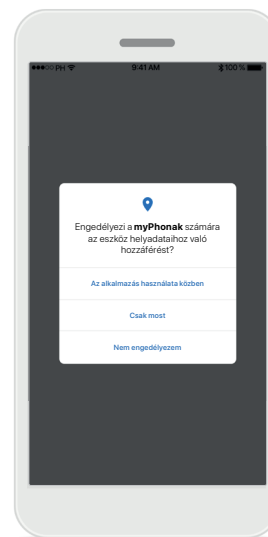 PH 9:41 AM 100 %
Engedélyezi a myPhonak számára
az eszköz helyadataihoz való
hozzáférést?
Az alkalmazás használata közben
Csak most
Nem engedélyezem